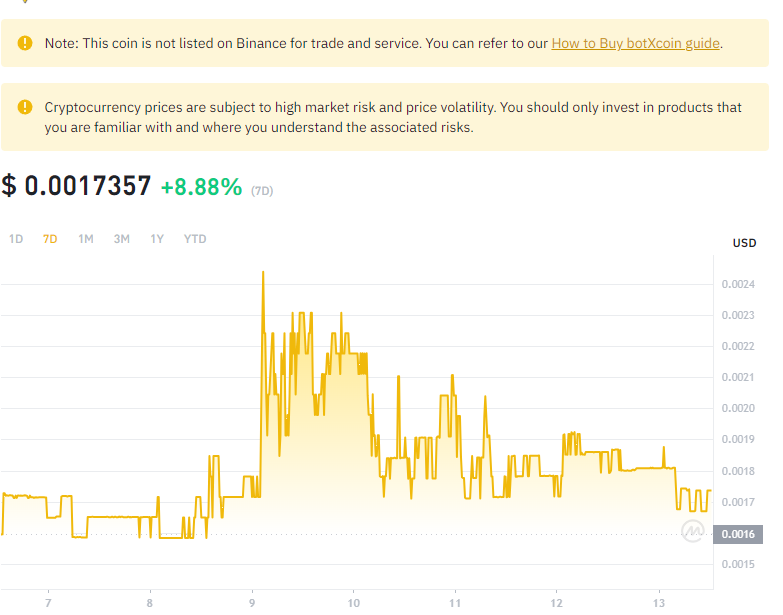 Note: This coin is not listed on Binance for trade and service. You can refer to our How to Buy botXcoin guide.
Cryptocurrency prices are subject to high market risk and price volatility. You should only invest in products that
you are familiar with and where you understand the associated risks.
$ 0.0017357 +8.88% (7D)
1D 7D 1M 3M 1Y YTD
USD
0.0024
0.0023
0.0022
0.0021
0.0020
0.0019
0.0018
0.0017
0.0016
0.0015
7 8 9 10 11 12 13